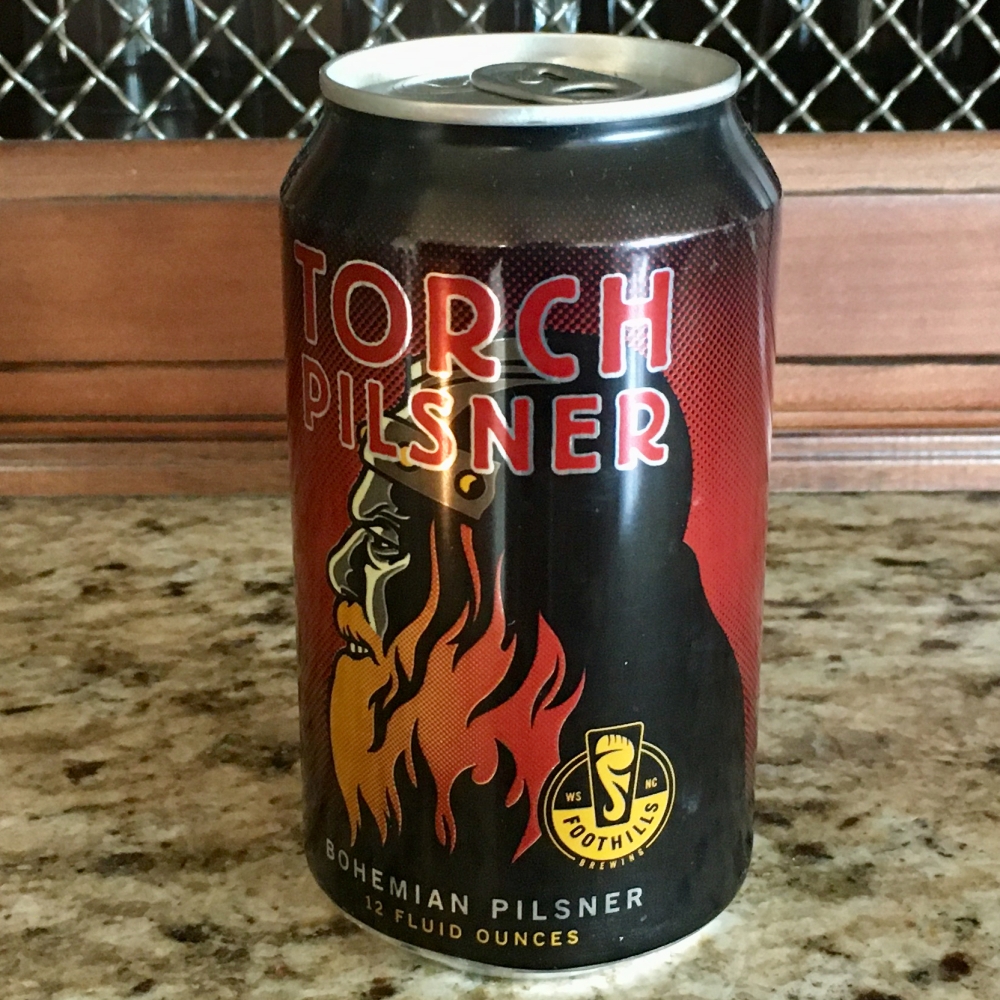 TORCH
PILSNER
WS NC
FOOTHILLS
BREWING
BOHEMIAN PILSNER
12 FLUID OUNCES